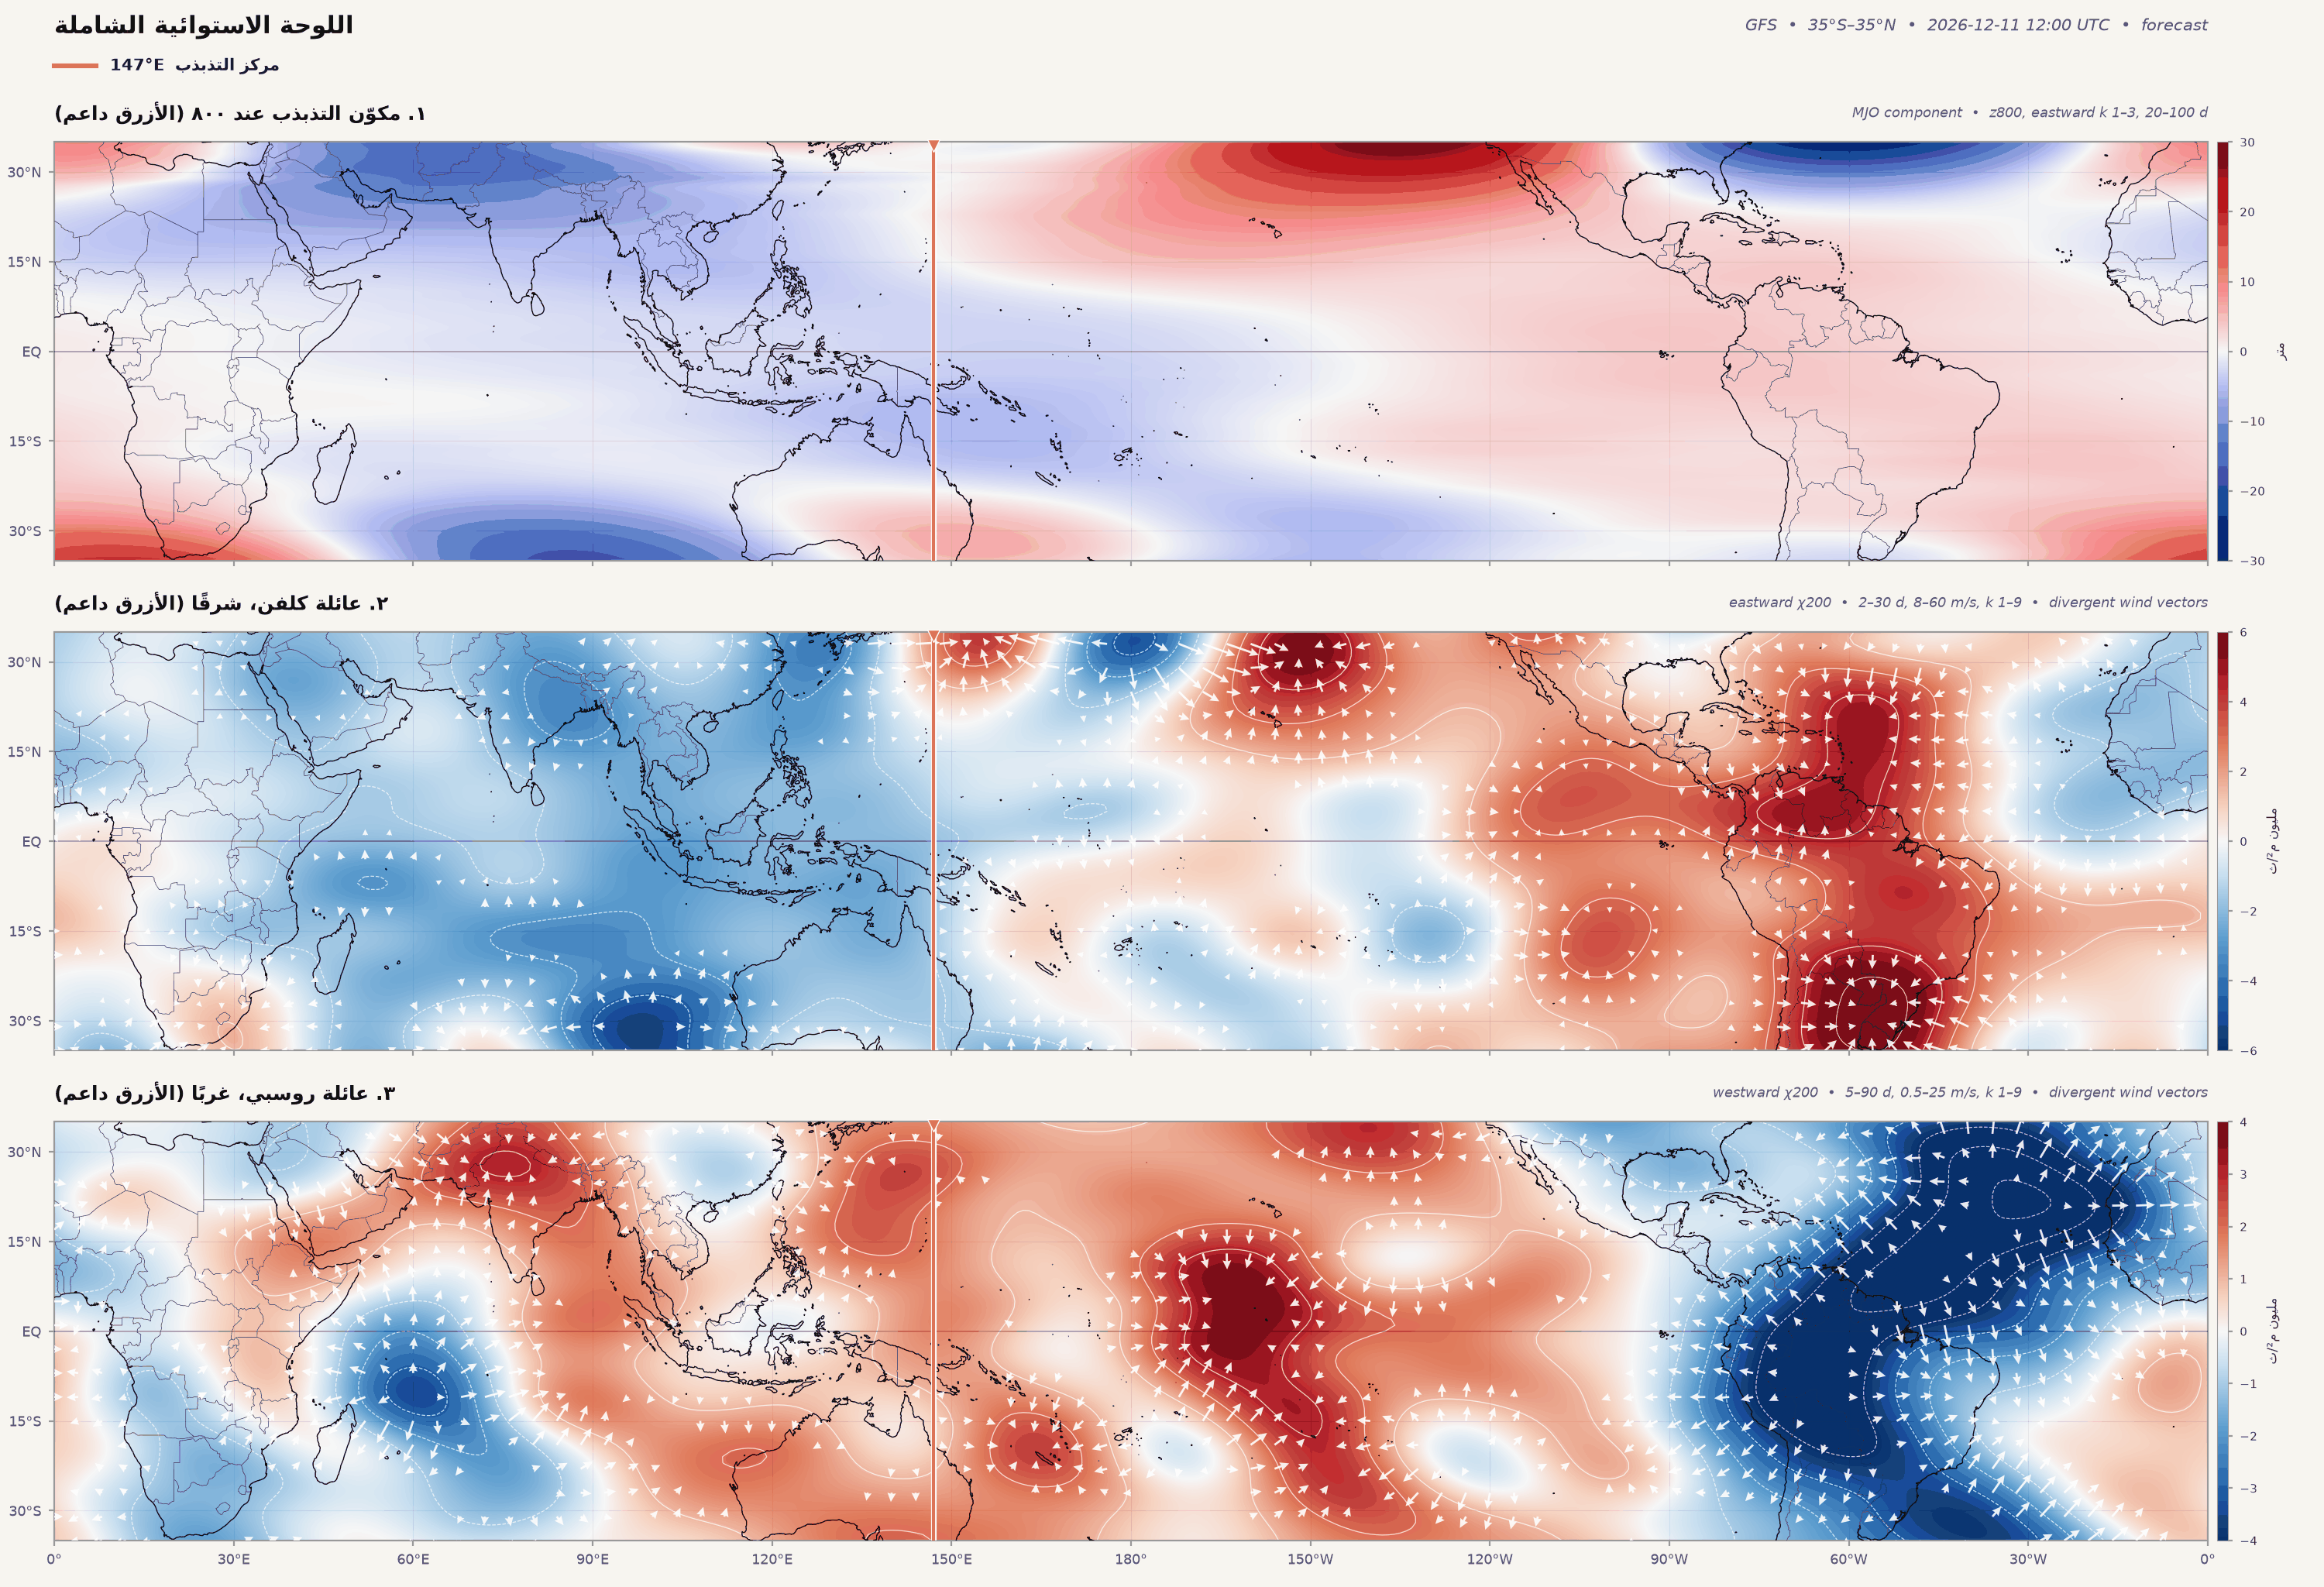 اللوحة الاستوائية الشاملة
GFS • 35°S–35°N • 2026-12-11 12:00 UTC • forecast
مركز التذبذب 147°E
١. مكوّن التذبذب عند ٨٠٠ (الأزرق داعم)
MJO component • z800, eastward k 1–3, 20–100 d
30°N
15°N
EQ
15°S
30°S
30
20
10
0
−10
−20
−30
متر
٢. عائلة كلفن، شرقًا (الأزرق داعم)
eastward χ200 • 2–30 d, 8–60 m/s, k 1–9 • divergent wind vectors
30°N
15°N
EQ
15°S
30°S
6
4
2
0
−2
−4
−6
مليون م²/ث
٣. عائلة روسبي، غربًا (الأزرق داعم)
westward χ200 • 5–90 d, 0.5–25 m/s, k 1–9 • divergent wind vectors
30°N
15°N
EQ
15°S
30°S
4
3
2
1
0
−1
−2
−3
−4
مليون م²/ث
0° 30°E 60°E 90°E 120°E 150°E 180° 150°W 120°W 90°W 60°W 30°W 0°